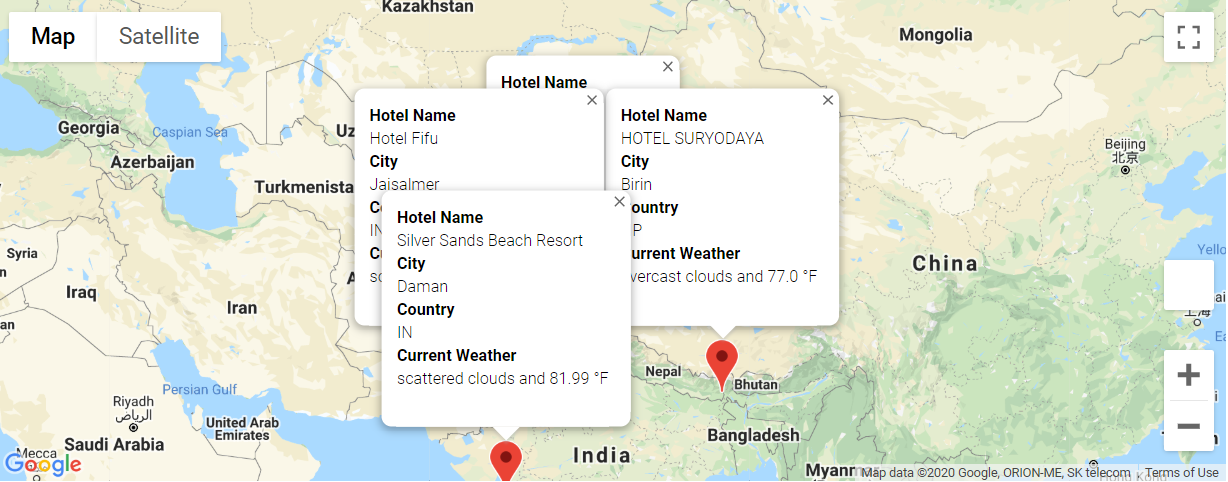 Map
Satellite
Kazakhstan
Mongolia
Georgia
Caspian Sea
Azerbaijan
Turkmenista
Uz
Syria
Iraq
Iran
Persian Gulf
Riyadh
الرياض
United Arab
Emirates
Saudi Arabia
Mecca
Google
Hotel Name
Hotel Name
Hotel Fifu
City
Jaisalmer
Hotel Name
HOTEL SURYODAYA
City
Birin
ountry
P
urrent Weather
vercast clouds and 77.0 °F
Hotel Name
Silver Sands Beach Resort
City
Daman
Country
IN
Current Weather
scattered clouds and 81.99 °F
Beijing
北京
China
Nepal
Bhutan
Bangladesh
India
Myanm
Map data ©2020 Google, ORION-ME, SK telecom
Terms of Use